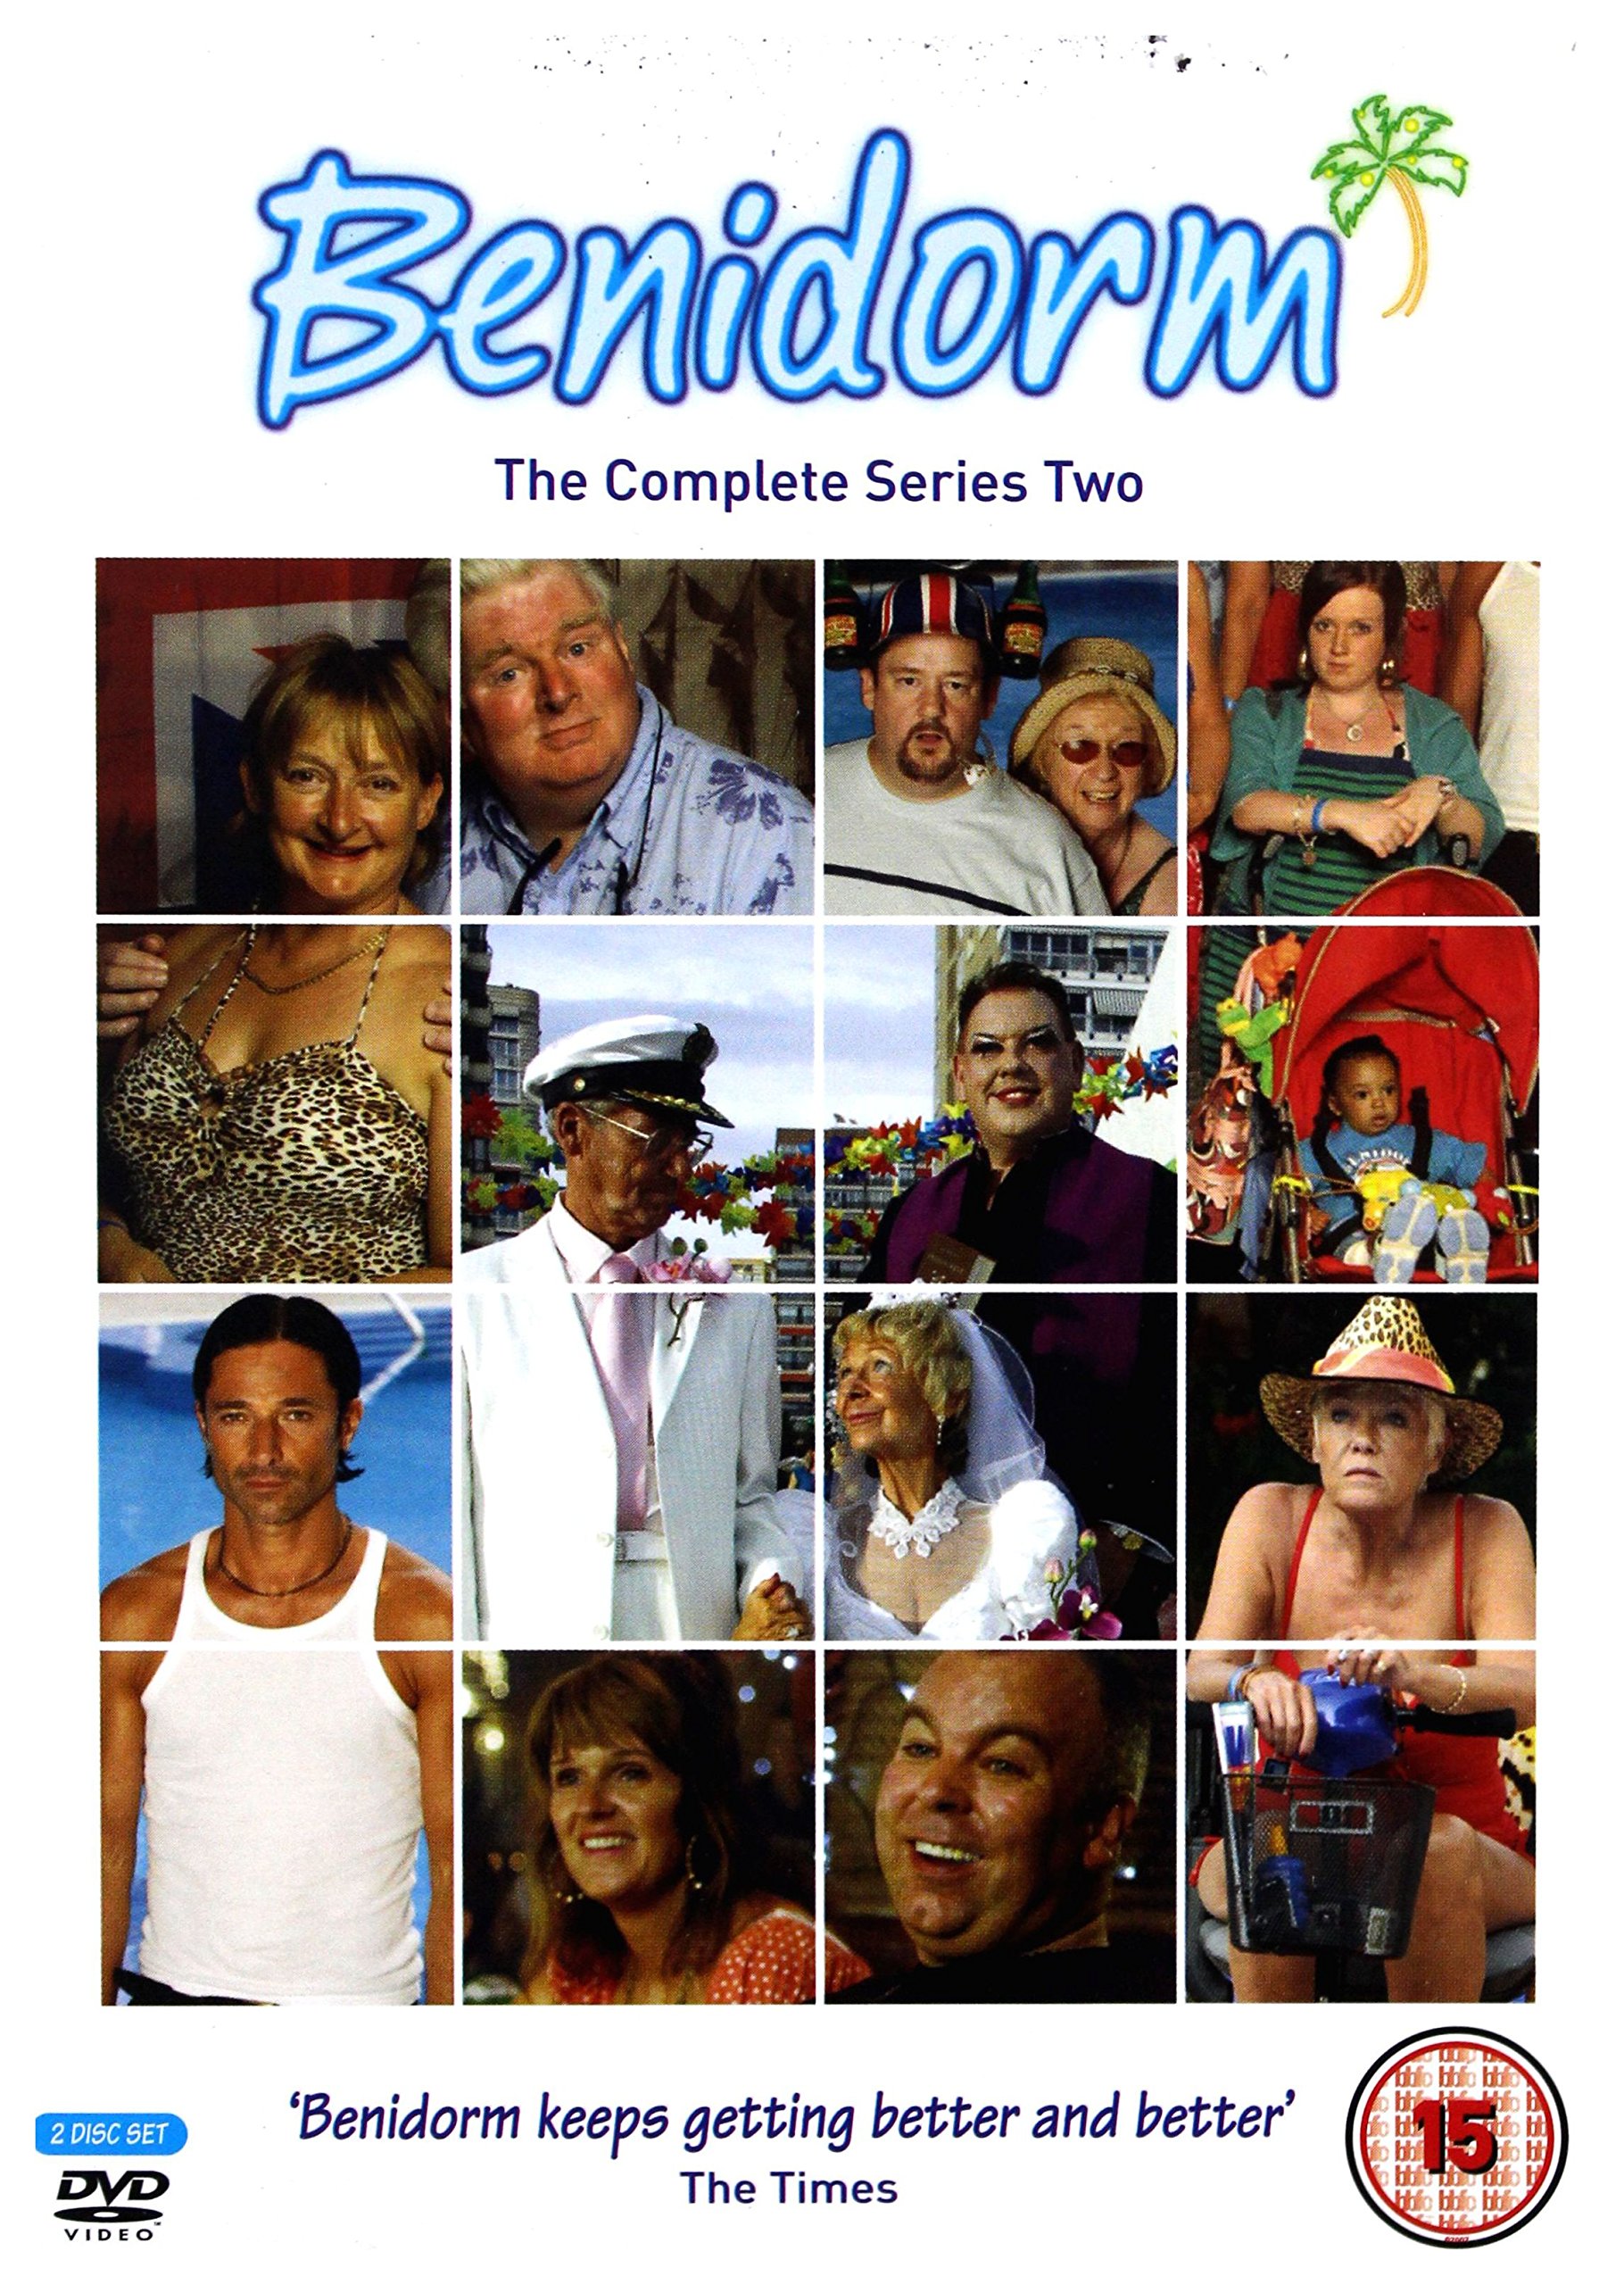 Benidorm
The Complete Series Two
2 DISC SET
DVD
VIDEO
‘Benidorm keeps getting better and better’
The Times
15